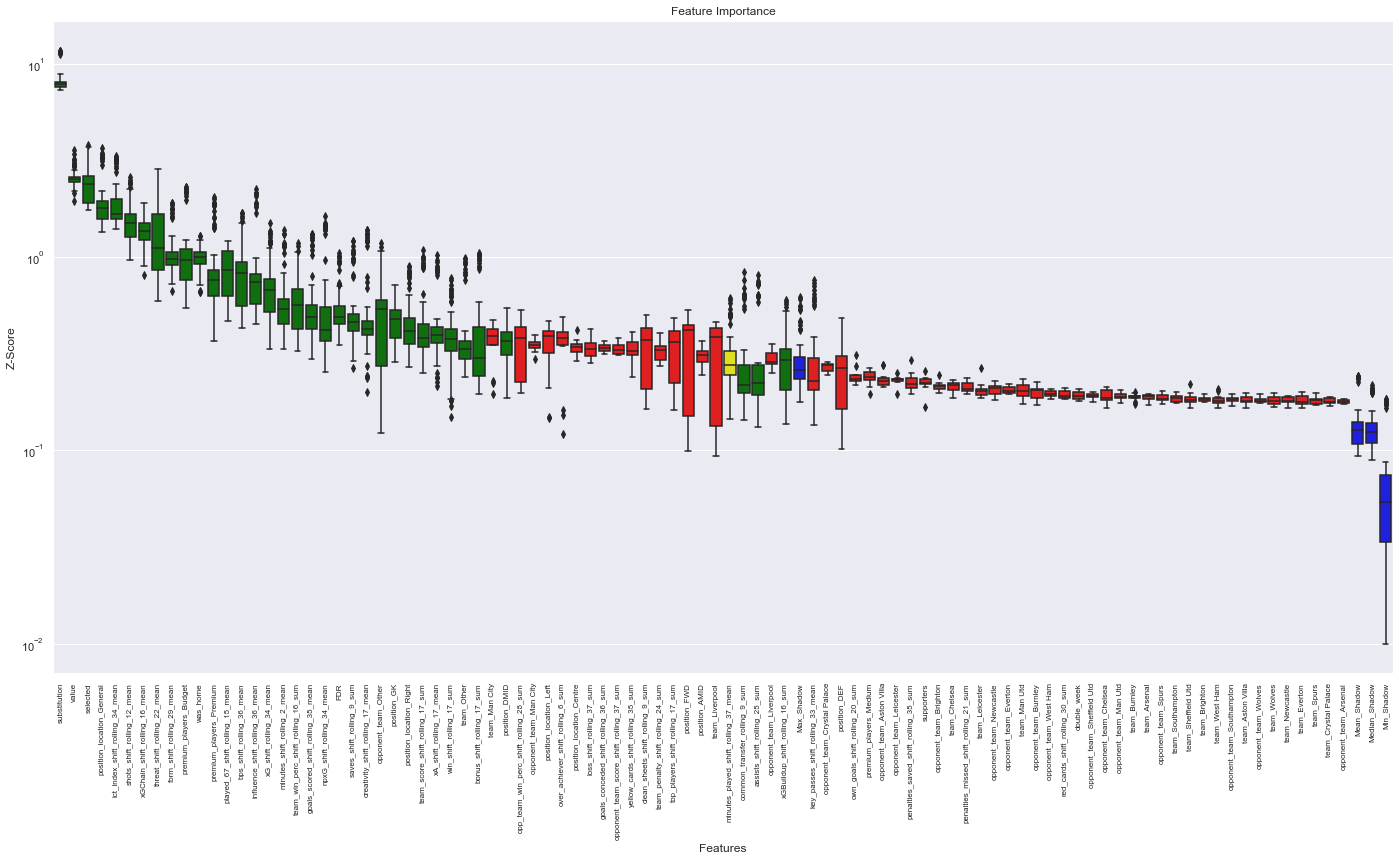 Feature Importance
10¹
10⁰
10⁻¹
10⁻²
Z-Score
substitution
value
selected
position_location_General
ict_index_shift_rolling_34_mean
shots_shift_rolling_12_mean
xGChain_shift_rolling_16_mean
threat_shift_rolling_22_mean
form_shift_rolling_29_mean
premium_players_Budget
was_home
premium_players_Premium
played_67_shift_rolling_15_mean
bps_shift_rolling_36_mean
influence_shift_rolling_36_mean
xG_shift_rolling_34_mean
minutes_shift_rolling_2_mean
team_win_perc_shift_rolling_16_sum
goals_scored_shift_rolling_35_mean
npxG_shift_rolling_34_mean
FDR
saves_shift_rolling_9_sum
creativity_shift_rolling_17_mean
opponent_team_Other
position_GK
position_location_Right
team_score_shift_rolling_17_sum
xA_shift_rolling_17_mean
win_shift_rolling_17_sum
team_Other
bonus_shift_rolling_17_sum
team_Man City
position_DMID
opp_team_win_perc_shift_rolling_28_sum
opponent_team_Man City
position_location_Left
over_achiever_shift_rolling_6_sum
position_location_Centre
loss_shift_rolling_37_sum
goals_conceded_shift_rolling_36_sum
opponent_team_score_shift_rolling_37_sum
yellow_cards_shift_rolling_35_sum
clean_sheets_shift_rolling_9_sum
team_penalty_shift_rolling_24_sum
top_players_shift_rolling_17_sum
position_FWD
position_AMID
team_Liverpool
minutes_played_shift_rolling_37_mean
common_transfer_rolling_9_sum
assists_shift_rolling_25_sum
opponent_team_Liverpool
xGBuildup_shift_rolling_16_sum
Max_Shadow
key_passes_shift_rolling_33_mean
opponent_team_Crystal Palace
position_DEF
own_goals_shift_rolling_20_sum
premium_players_Medium
opponent_team_Aston Villa
opponent_team_Leicester
penalties_saved_shift_rolling_35_sum
supporters
opponent_team_Brighton
team_Chelsea
penalties_missed_shift_rolling_21_sum
team_Leicester
opponent_team_Newcastle
opponent_team_Everton
team_Man Utd
opponent_team_Burnley
opponent_team_West Ham
red_cards_shift_rolling_30_sum
double_week
opponent_team_Sheffield Utd
opponent_team_Chelsea
opponent_team_Man Utd
team_Burnley
team_Arsenal
opponent_team_Spurs
team_Southampton
team_Sheffield Utd
team_Brighton
team_West Ham
opponent_team_Southampton
team_Aston Villa
opponent_team_Wolves
team_Wolves
team_Newcastle
team_Everton
team_Spurs
team_Crystal Palace
opponent_team_Arsenal
Mean_Shadow
Median_Shadow
Min_Shadow
Features